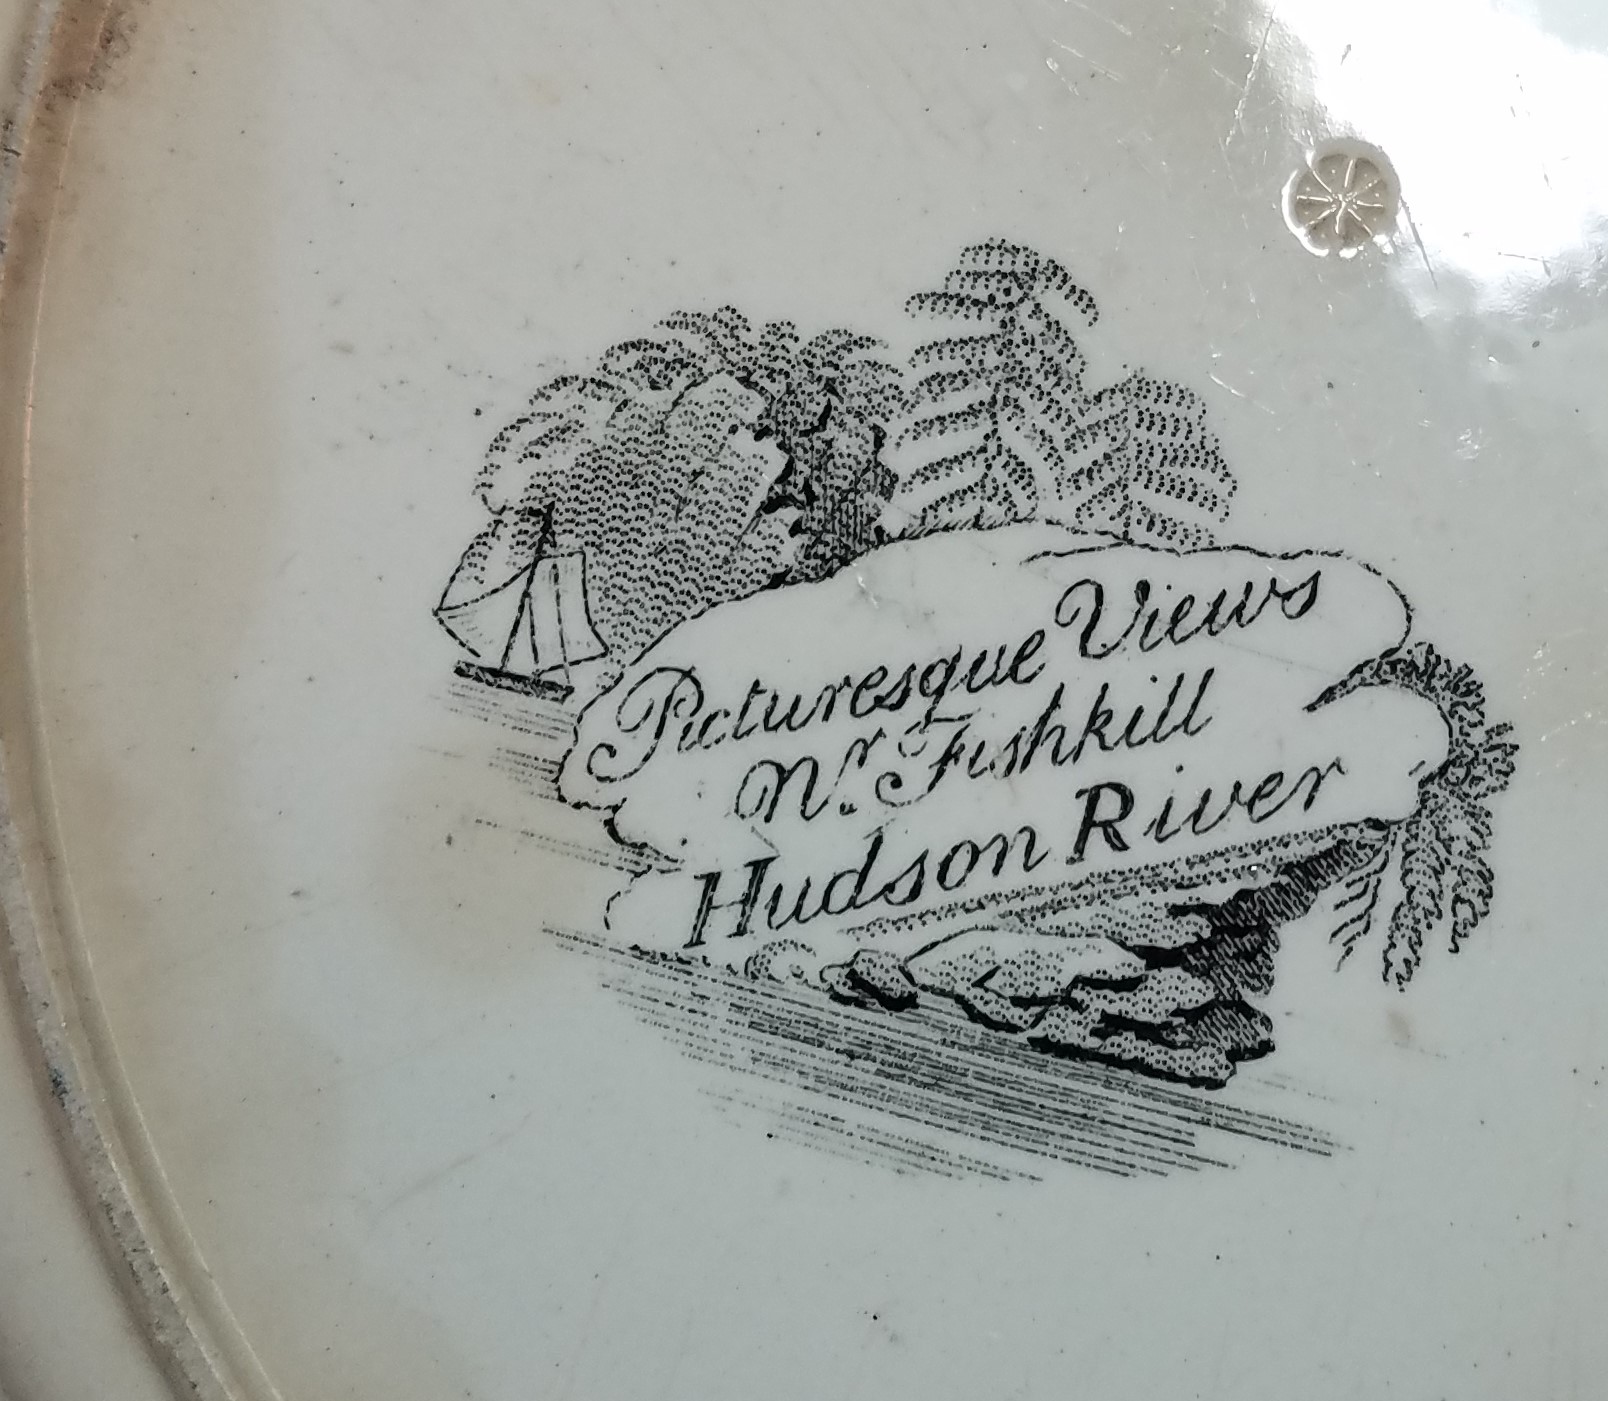 Picturesque Views
Nr. Fishkill
Hudson River